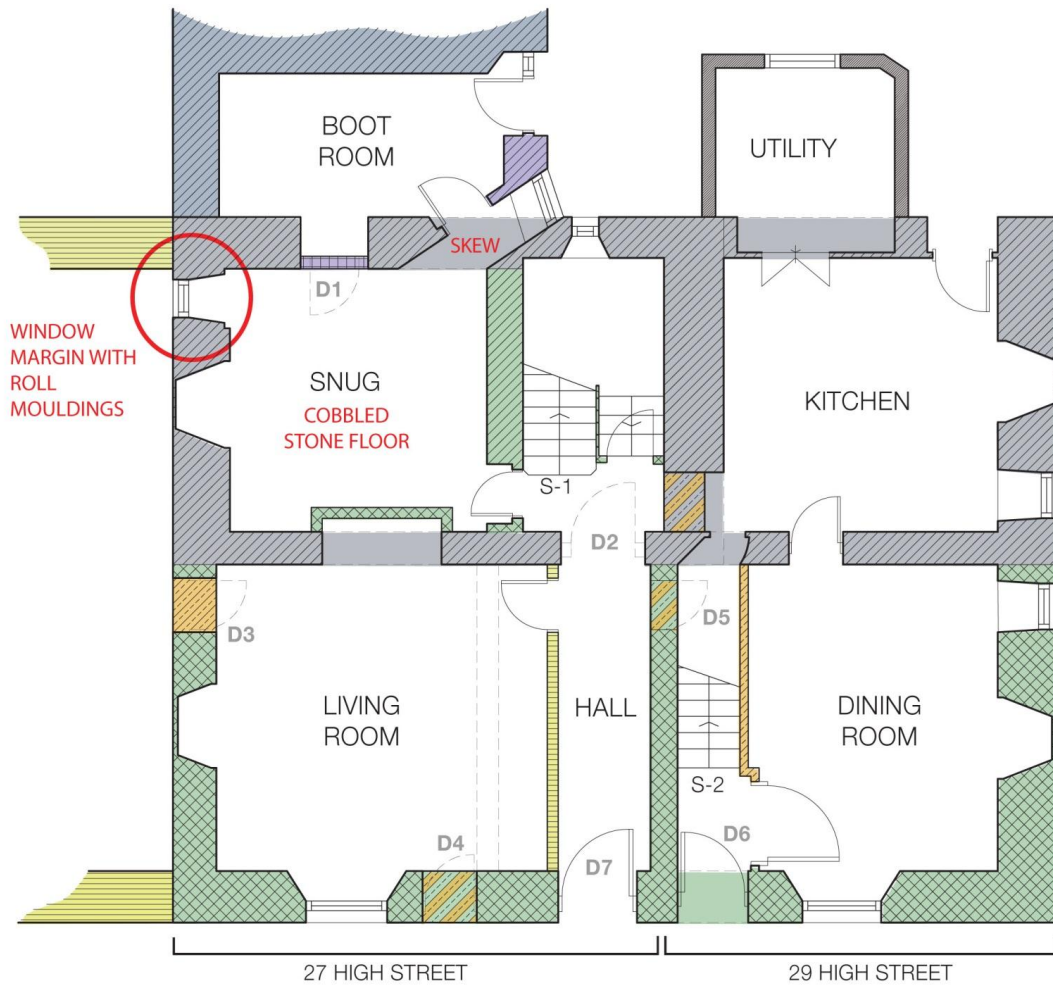 BOOT
ROOM
UTILITY
SKEW
D1
WINDOW
MARGIN WITH
ROLL
MOULDINGS
SNUG
COBBLED
STONE FLOOR
KITCHEN
S-1
D2
D3
D5
LIVING
ROOM
HALL
DINING
ROOM
S-2
D4
D7
D6
27 HIGH STREET
29 HIGH STREET